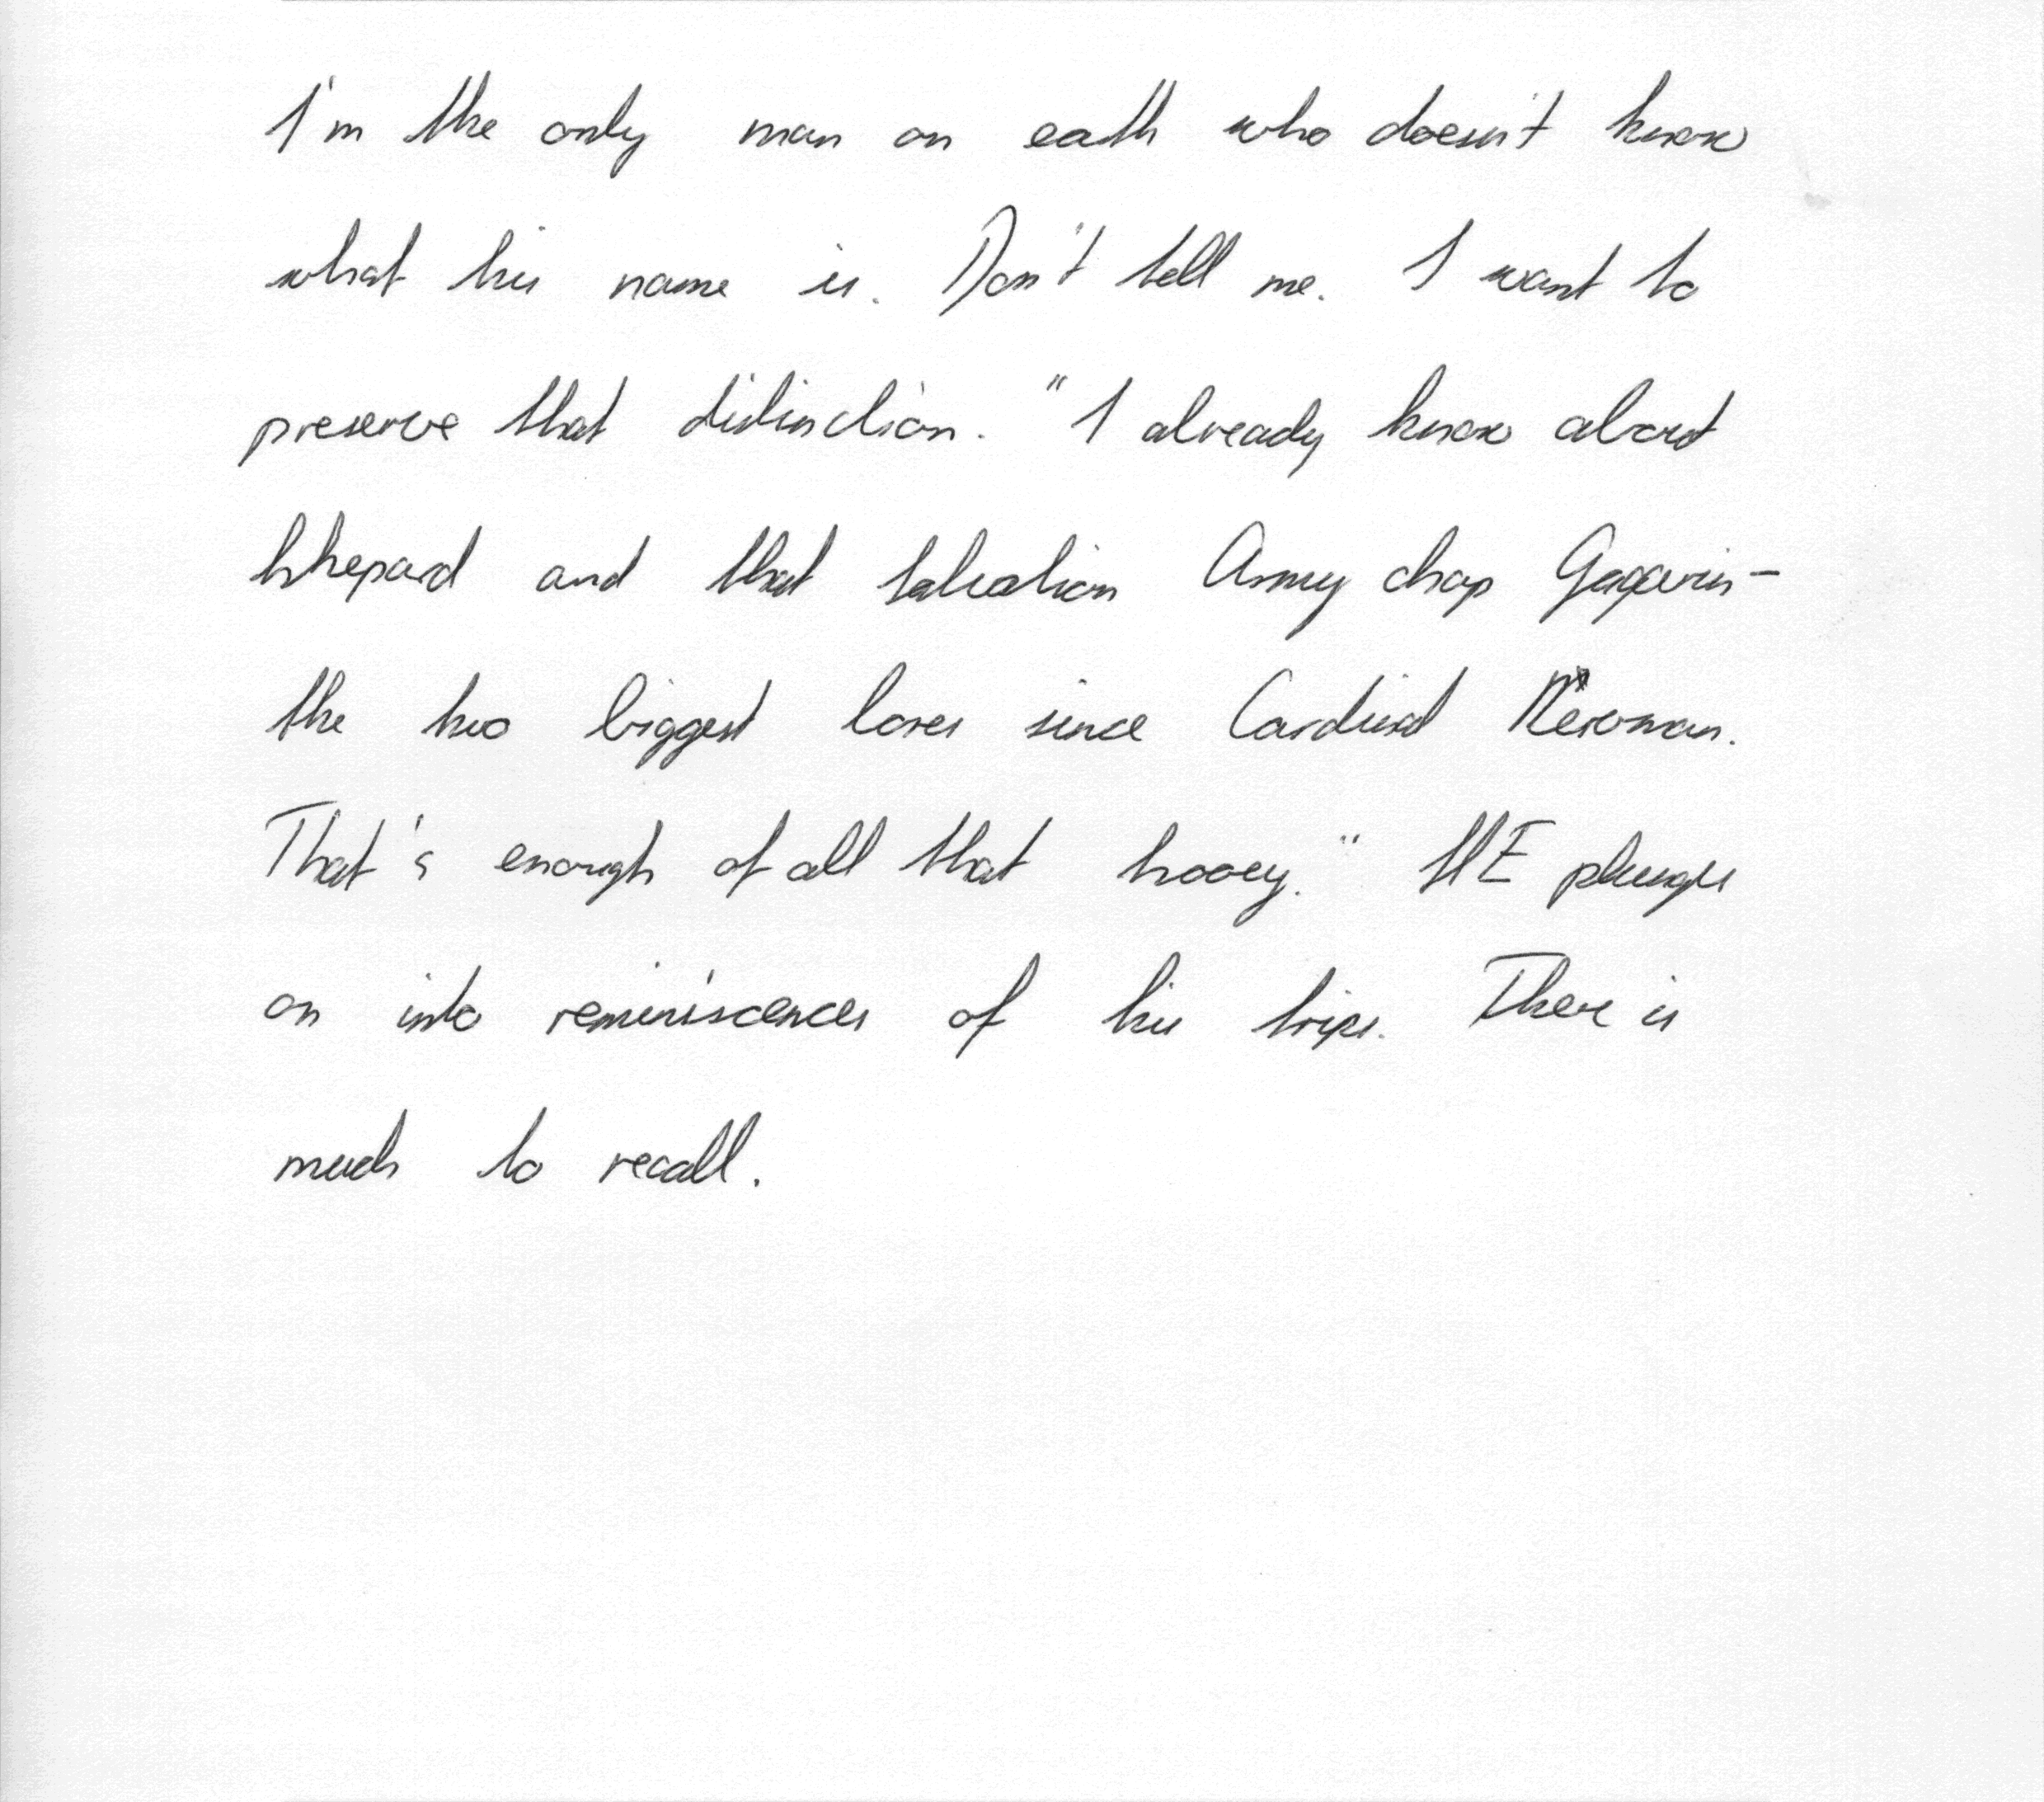 I'm the only man on earth who doesn't know
what his name is. Don't tell me. I want to
preserve that distinction. "I already know about
Shepard and that Salvation Army chap Gagarin-
the two biggest bores since Cardinal Newman.
That's enough of all that hooey." HE plunges
on into reminiscences of his trips. There is
much to recall.